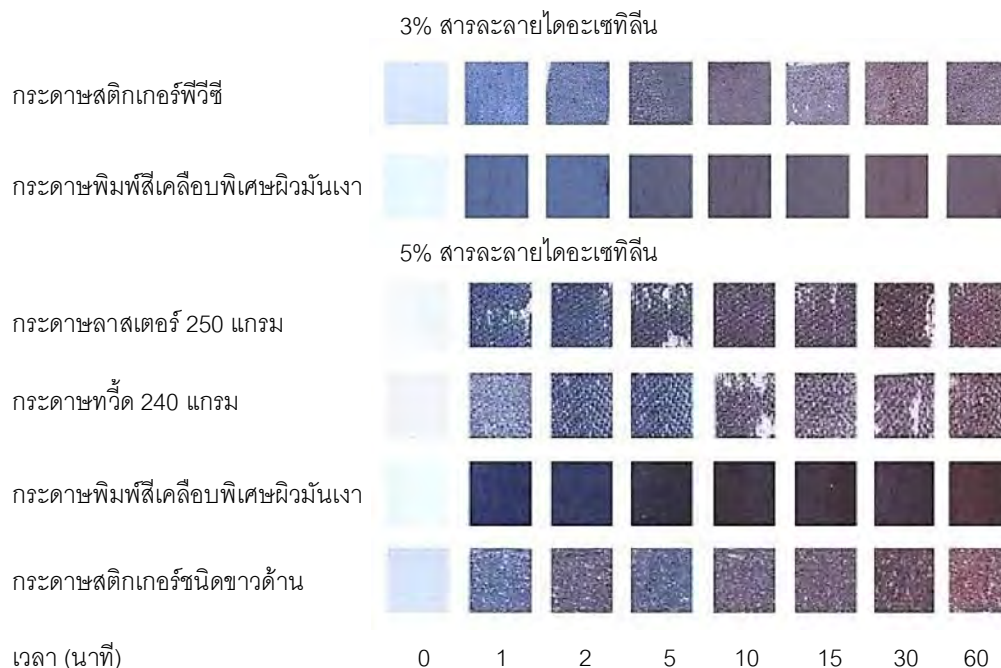 3% สารละลายไดอะเซทิลีน
กระดาษสติกเกอร์พีวีซี
กระดาษพิมพ์สีเคลือบพิเศษผิวมันเงา
5% สารละลายไดอะเซทิลีน
กระดาษลาสเตอร์ 250 แกรม
กระดาษทวี้ด 240 แกรม
กระดาษพิมพ์สีเคลือบพิเศษผิวมันเงา
กระดาษสติกเกอร์ชนิดขาวด้าน
เวลา (นาที) 0 1 2 5 10 15 30 60